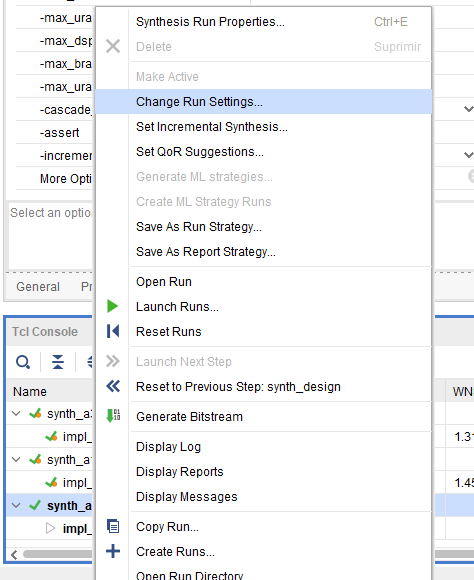 -max_ura
-max_dsp
-max_bra
-max_ura
-cascade_
-assert
-incremen
More Optio
Select an optio
General
Pr
Synthesis Run Properties...
Ctrl+E
Delete
Suprimir
Make Active
Change Run Settings...
Set Incremental Synthesis...
Set QoR Suggestions...
Generate ML strategies...
Create ML Strategy Runs
Save As Run Strategy...
Save As Report Strategy...
Open Run
Launch Runs...
Reset Runs
Launch Next Step
Reset to Previous Step: synth_design
Generate Bitstream
Display Log
Display Reports
Display Messages
Copy Run...
Create Runs...
Open Run Directory
Tcl Console
Name
WN
synth_a3
impl_
1.31
synth_a1
impl_
1.45
synth_a
impl_